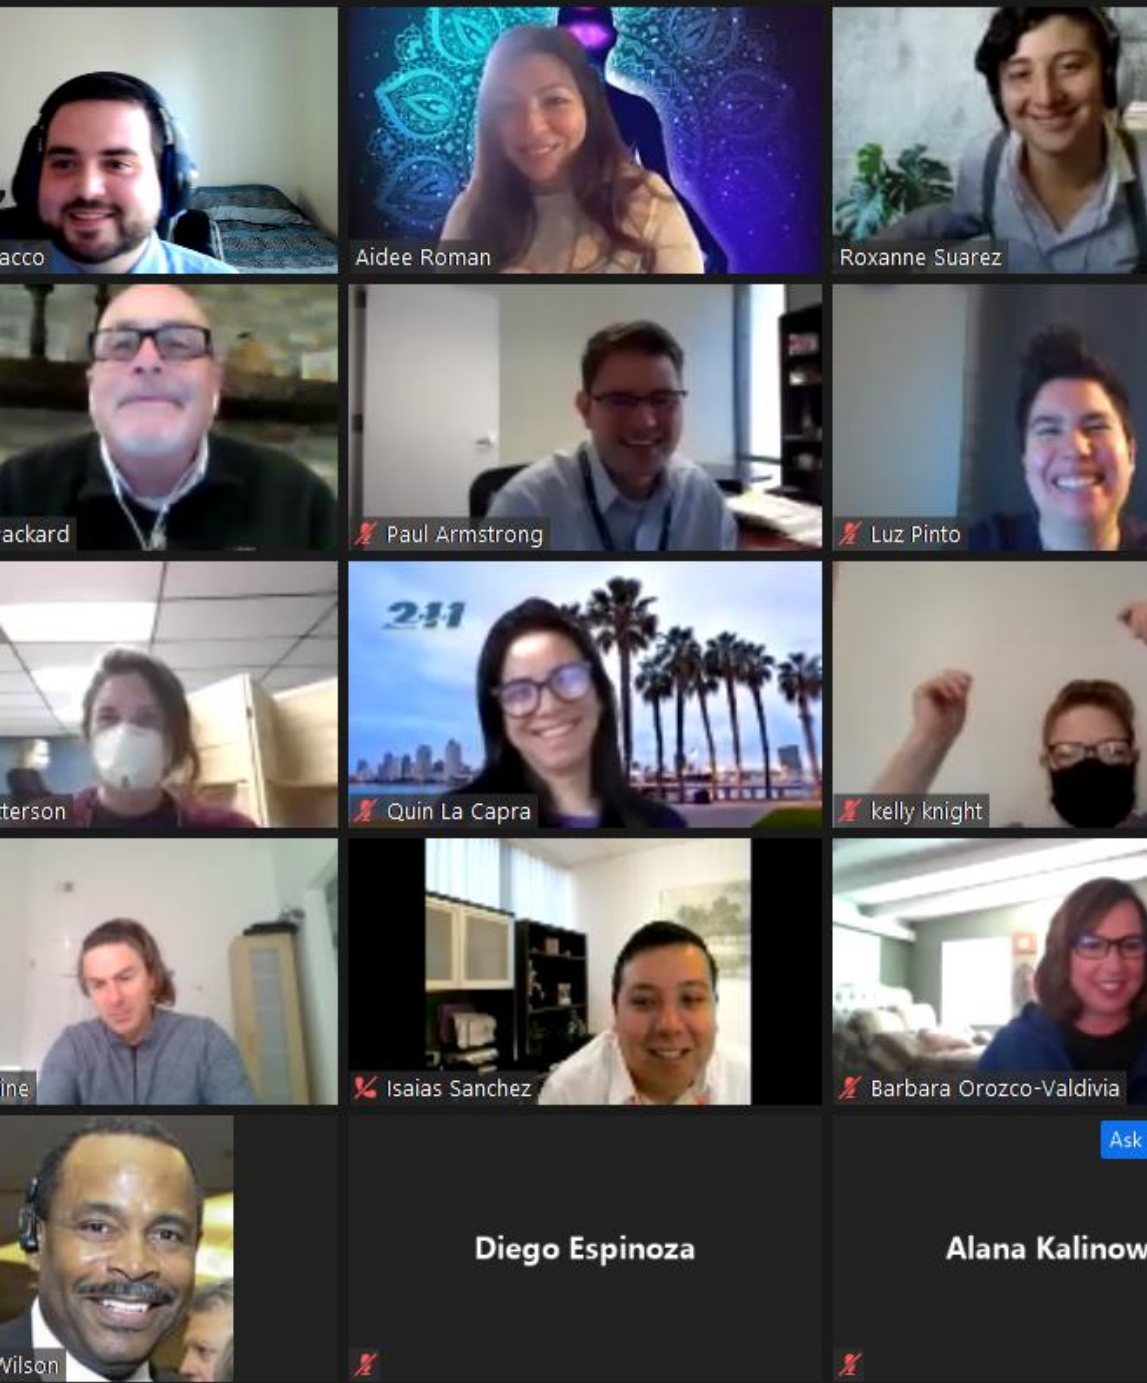 acco
Aidee Roman
Roxanne Suarez
ackard
Paul Armstrong
Luz Pinto
211
tterson
Quin La Capra
kelly knight
ine
Isaias Sanchez
Barbara Orozco-Valdivia
Ask
Diego Espinoza
Alana Kalinow
Wilson